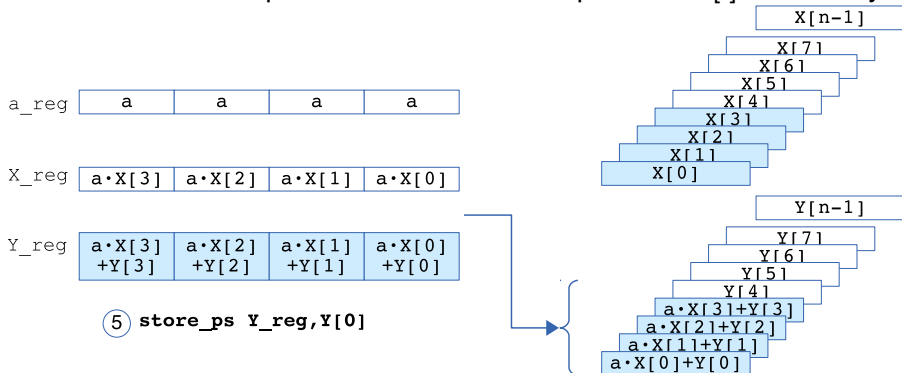 X[n-1]
X[7]
X[6]
X[5]
X[4]
X[3]
X[2]
X[1]
X[0]
a_reg a a a a
X_reg a·X[3] a·X[2] a·X[1] a·X[0]
Y_reg a·X[3] a·X[2] a·X[1] a·X[0]
+Y[3] +Y[2] +Y[1] +Y[0]
5 store_ps Y_reg,Y[0]
Y[n-1]
Y[7]
Y[6]
Y[5]
Y[4]
a·X[3]+Y[3]
a·X[2]+Y[2]
a·X[1]+Y[1]
a·X[0]+Y[0]